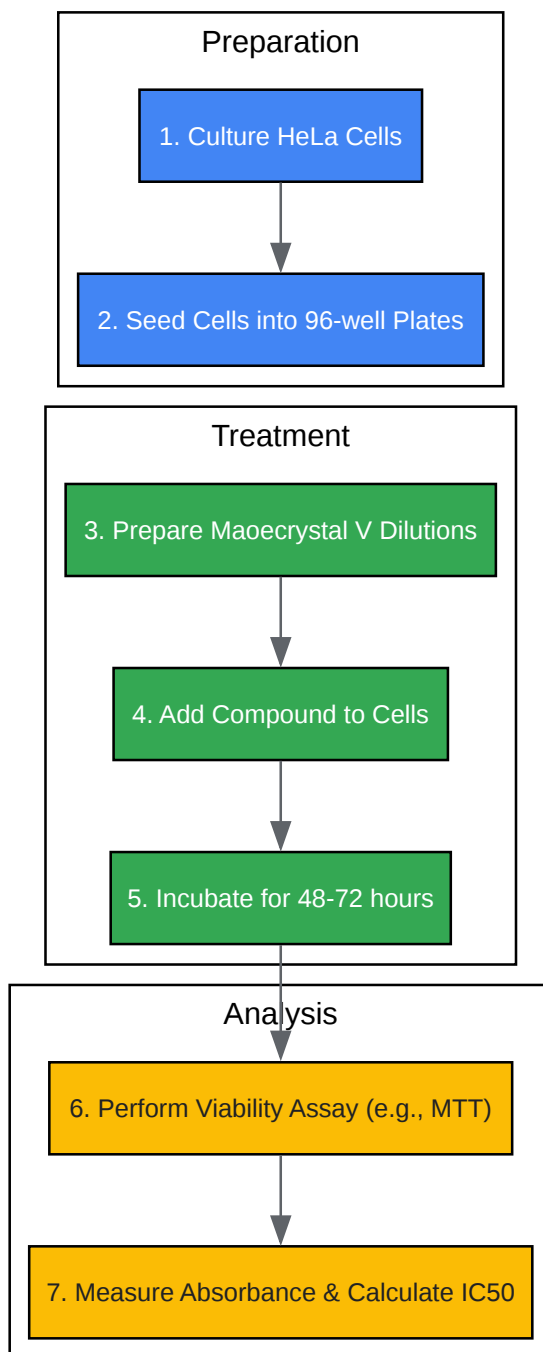 Preparation
1. Culture HeLa Cells
2. Seed Cells into 96-well Plates
Treatment
3. Prepare Maoecrystal V Dilutions
4. Add Compound to Cells
5. Incubate for 48-72 hours
Analysis
6. Perform Viability Assay (e.g., MTT)
7. Measure Absorbance & Calculate IC50